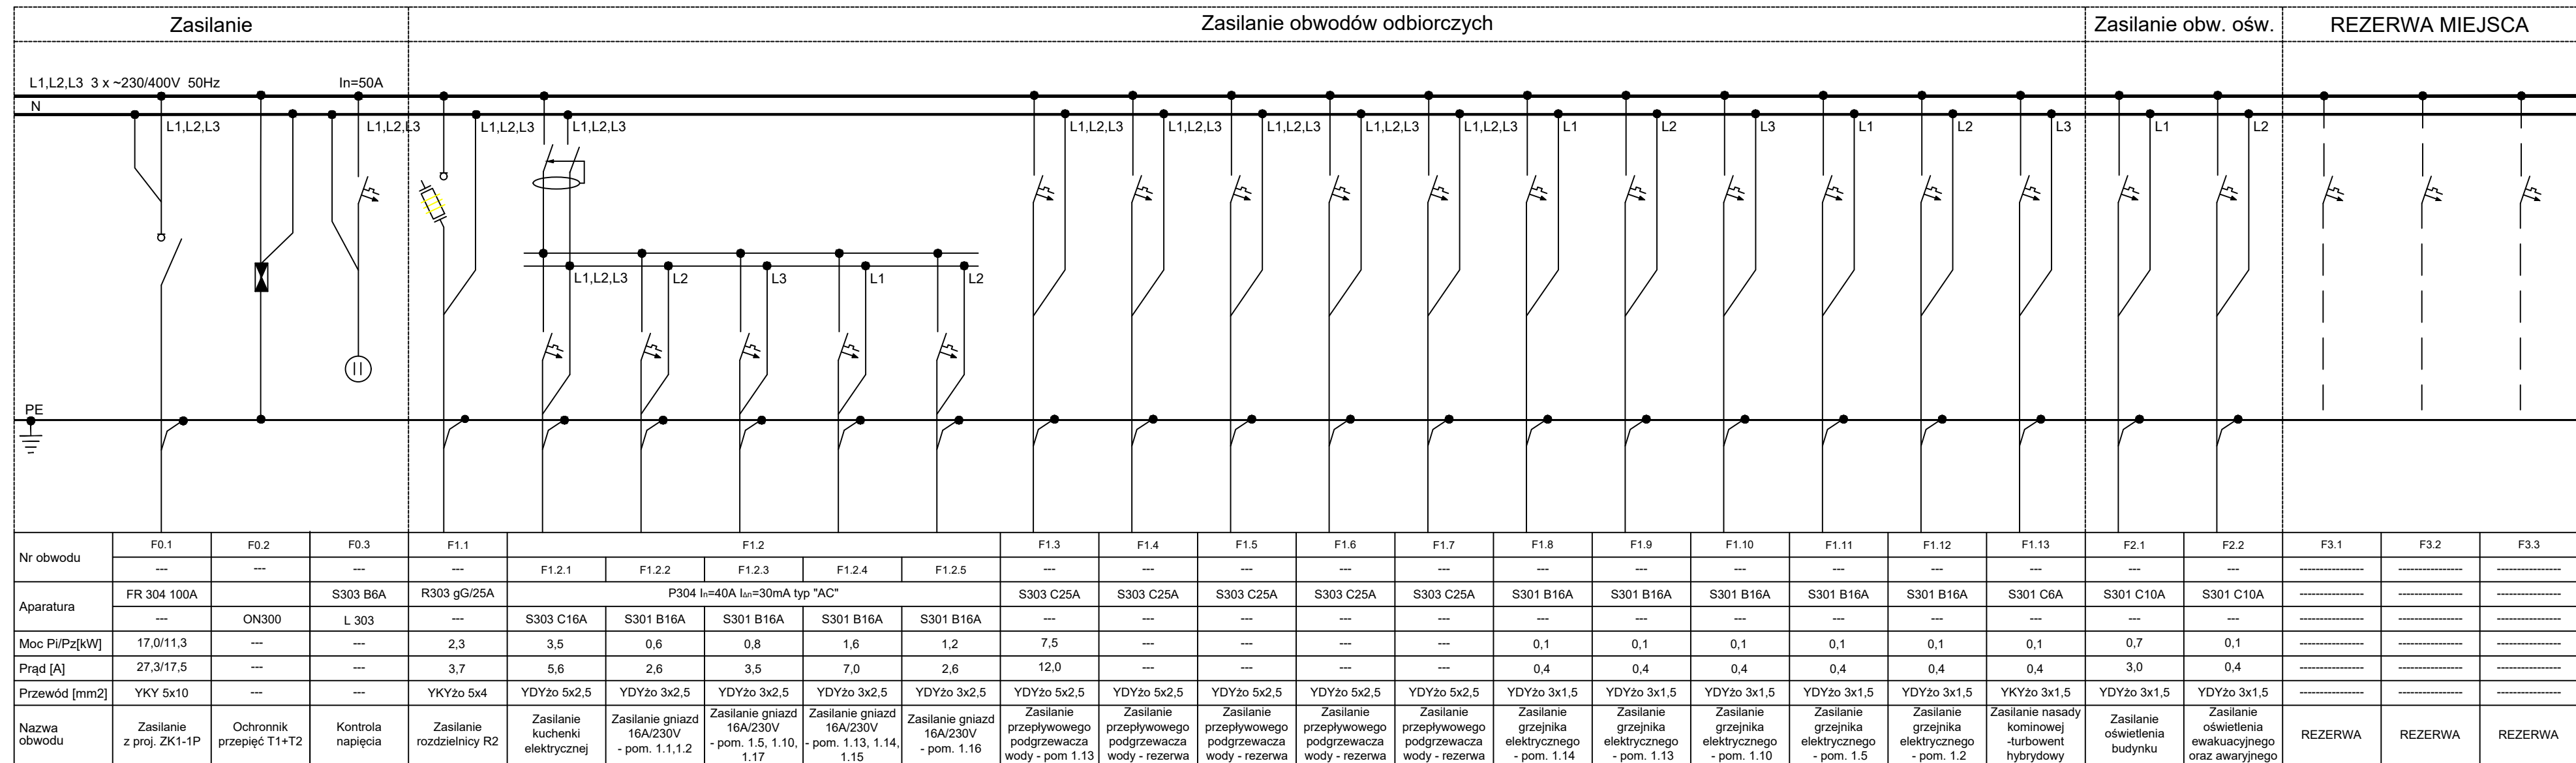 Zasilanie
Zasilanie obwodów odbiorczych
Zasilanie obw. ośw.
REZERWA MIEJSCA
L1,L2,L3 3 x ~230/400V 50Hz
In=50A
N
L1,L2,L3
L1,L2,L3
L1,L2,L3
L1,L2,L3
L1,L2,L3
L1,L2,L3
L1,L2,L3
L1,L2,L3
L1,L2,L3
L1
L2
L3
L1
L2
L3
L1
L2
L1,L2,L3
L2
L3
L1
L2
PE
Nr obwodu
F0.1 F0.2 F0.3 F1.1 F1.2 F1.3 F1.4 F1.5 F1.6 F1.7 F1.8 F1.9 F1.10 F1.11 F1.12 F1.13 F2.1 F2.2 F3.1 F3.2 F3.3
--- --- --- --- F1.2.1 F1.2.2 F1.2.3 F1.2.4 F1.2.5 --- --- --- --- --- --- --- --- --- --- --- --- --- --------------- --------------- ---------------
Aparatura
FR 304 100A S303 B6A R303 gG/25A P304 In=40A I∆n=30mA typ "AC" S303 C25A S303 C25A S303 C25A S303 C25A S303 C25A S301 B16A S301 B16A S301 B16A S301 B16A S301 B16A S301 C6A S301 C10A S301 C10A --------------- --------------- ---------------
--- ON300 L 303 --- S303 C16A S301 B16A S301 B16A S301 B16A S301 B16A --- --- --- --- --- --- --- --- --- --- --- --- --- --------------- --------------- ---------------
Moc Pi/Pz[kW] 17,0/11,3 --- --- 2,3 3,5 0,6 0,8 1,6 1,2 7,5 --- --- --- --- 0,1 0,1 0,1 0,1 0,1 0,1 0,7 0,1 --------------- --------------- ---------------
Prąd [A] 27,3/17,5 --- --- 3,7 5,6 2,6 3,5 7,0 2,6 12,0 --- --- --- --- 0,4 0,4 0,4 0,4 0,4 0,4 3,0 0,4 --------------- --------------- ---------------
Przewód [mm2] YKY 5x10 --- --- YKYżo 5x4 YDYżo 5x2,5 YDYżo 3x2,5 YDYżo 3x2,5 YDYżo 3x2,5 YDYżo 3x2,5 YDYżo 5x2,5 YDYżo 5x2,5 YDYżo 5x2,5 YDYżo 5x2,5 YDYżo 5x2,5 YDYżo 3x1,5 YDYżo 3x1,5 YDYżo 3x1,5 YDYżo 3x1,5 YDYżo 3x1,5 YKYżo 3x1,5 YDYżo 3x1,5 YDYżo 3x1,5 --------------- --------------- ---------------
Nazwa
obwodu
Zasilanie
z proj. ZK1-1P
Ochronnik
przepięć T1+T2
Kontrola
napięcia
Zasilanie
rozdzielnicy R2
Zasilanie
kuchenki
elektrycznej
Zasilanie gniazd
16A/230V
- pom. 1.1,1.2
Zasilanie gniazd
16A/230V
- pom. 1.5, 1.10,
1.17
Zasilanie gniazd
16A/230V
- pom. 1.13, 1.14,
1.15
Zasilanie gniazd
16A/230V
- pom. 1.16
Zasilanie
przepływowego
podgrzewacza
wody - pom 1.13
Zasilanie
przepływowego
podgrzewacza
wody - rezerwa
Zasilanie
przepływowego
podgrzewacza
wody - rezerwa
Zasilanie
przepływowego
podgrzewacza
wody - rezerwa
Zasilanie
przepływowego
podgrzewacza
wody - rezerwa
Zasilanie
grzejnika
elektrycznego
- pom. 1.14
Zasilanie
grzejnika
elektrycznego
- pom. 1.13
Zasilanie
grzejnika
elektrycznego
- pom. 1.10
Zasilanie
grzejnika
elektrycznego
- pom. 1.5
Zasilanie
grzejnika
elektrycznego
- pom. 1.2
Zasilanie nasady
kominowej
-turbowent
hybrydowy
Zasilanie
oświetlenia
budynku
Zasilanie
oświetlenia
ewakuacyjnego
oraz awaryjnego
REZERWA
REZERWA
REZERWA